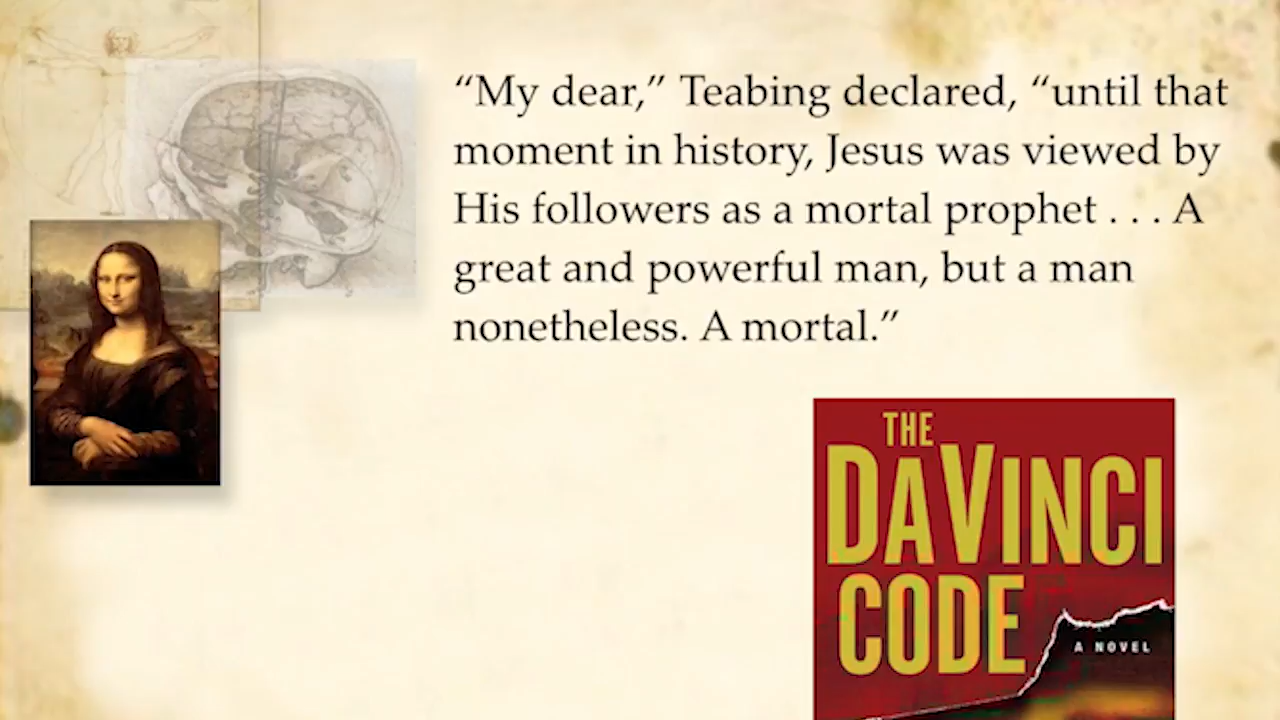 “My dear,” Teabing declared, “until that
moment in history, Jesus was viewed by
His followers as a mortal prophet . . . A
great and powerful man, but a man
nonetheless. A mortal.”
THE
DAVINCI
CODE
A NOVEL